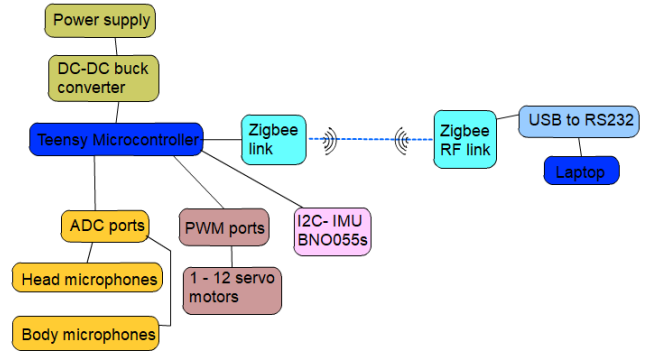 Power supply
DC-DC buck
converter
Teensy Microcontroller
Zigbee
link
Zigbee
RF link
USB to RS232
Laptop
ADC ports
PWM ports
I2C- IMU
BNO055s
Head microphones
1 - 12 servo
motors
Body microphones